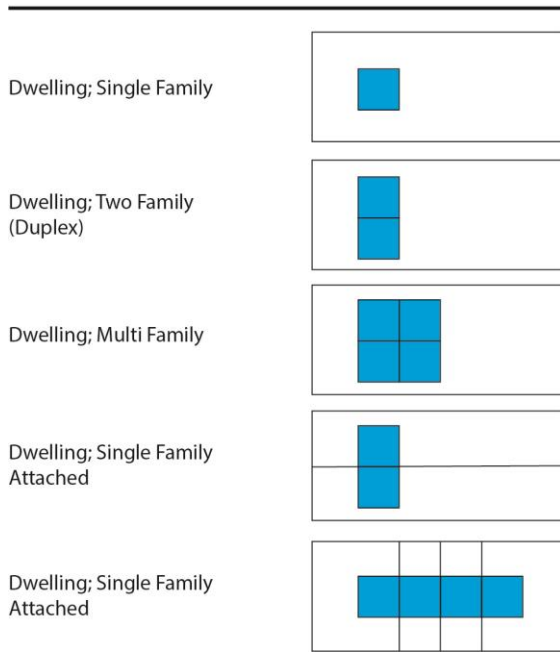 Dwelling; Single Family
Dwelling; Two Family
(Duplex)
Dwelling; Multi Family
Dwelling; Single Family
Attached
Dwelling; Single Family
Attached